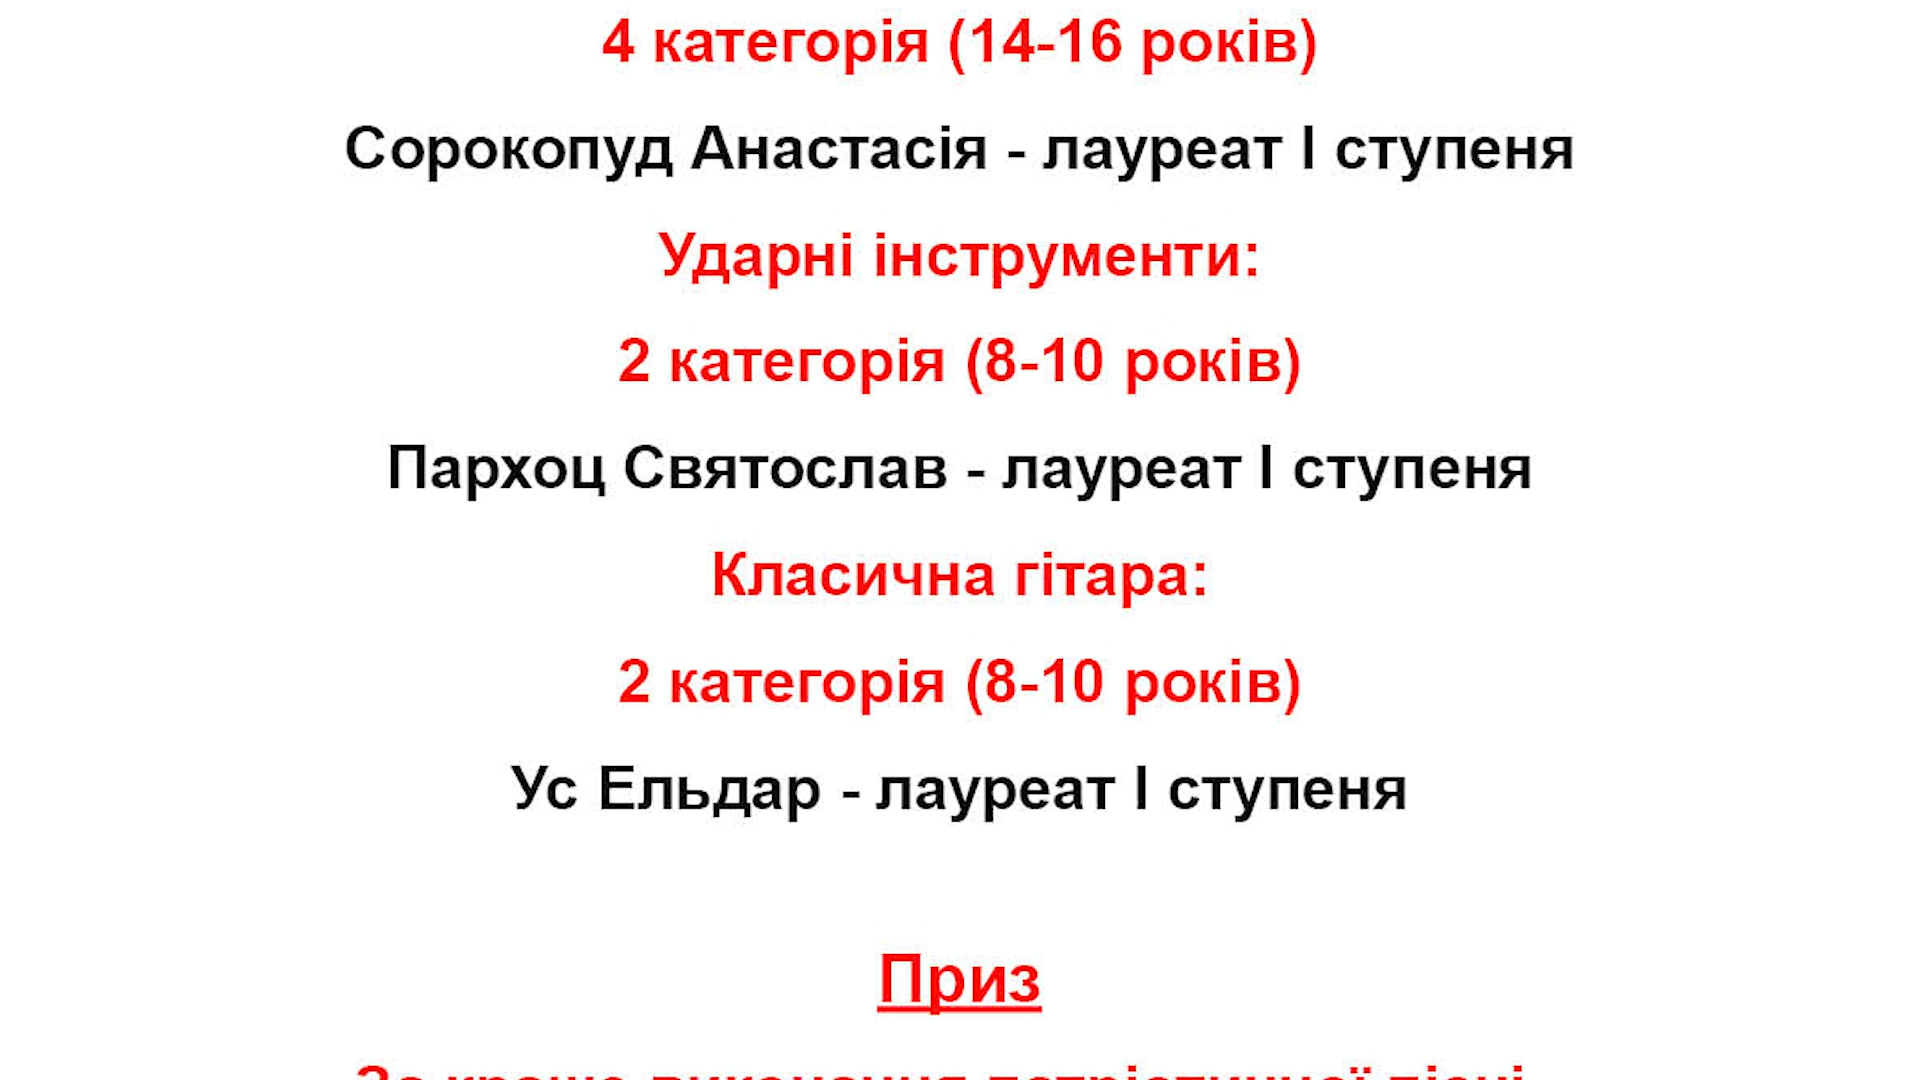 4 категорія (14-16 років)
Сорокопуд Анастасія - лауреат І ступеня
Ударні інструменти:
2 категорія (8-10 років)
Пархоц Святослав - лауреат І ступеня
Класична гітара:
2 категорія (8-10 років)
Ус Ельдар - лауреат І ступеня
Приз